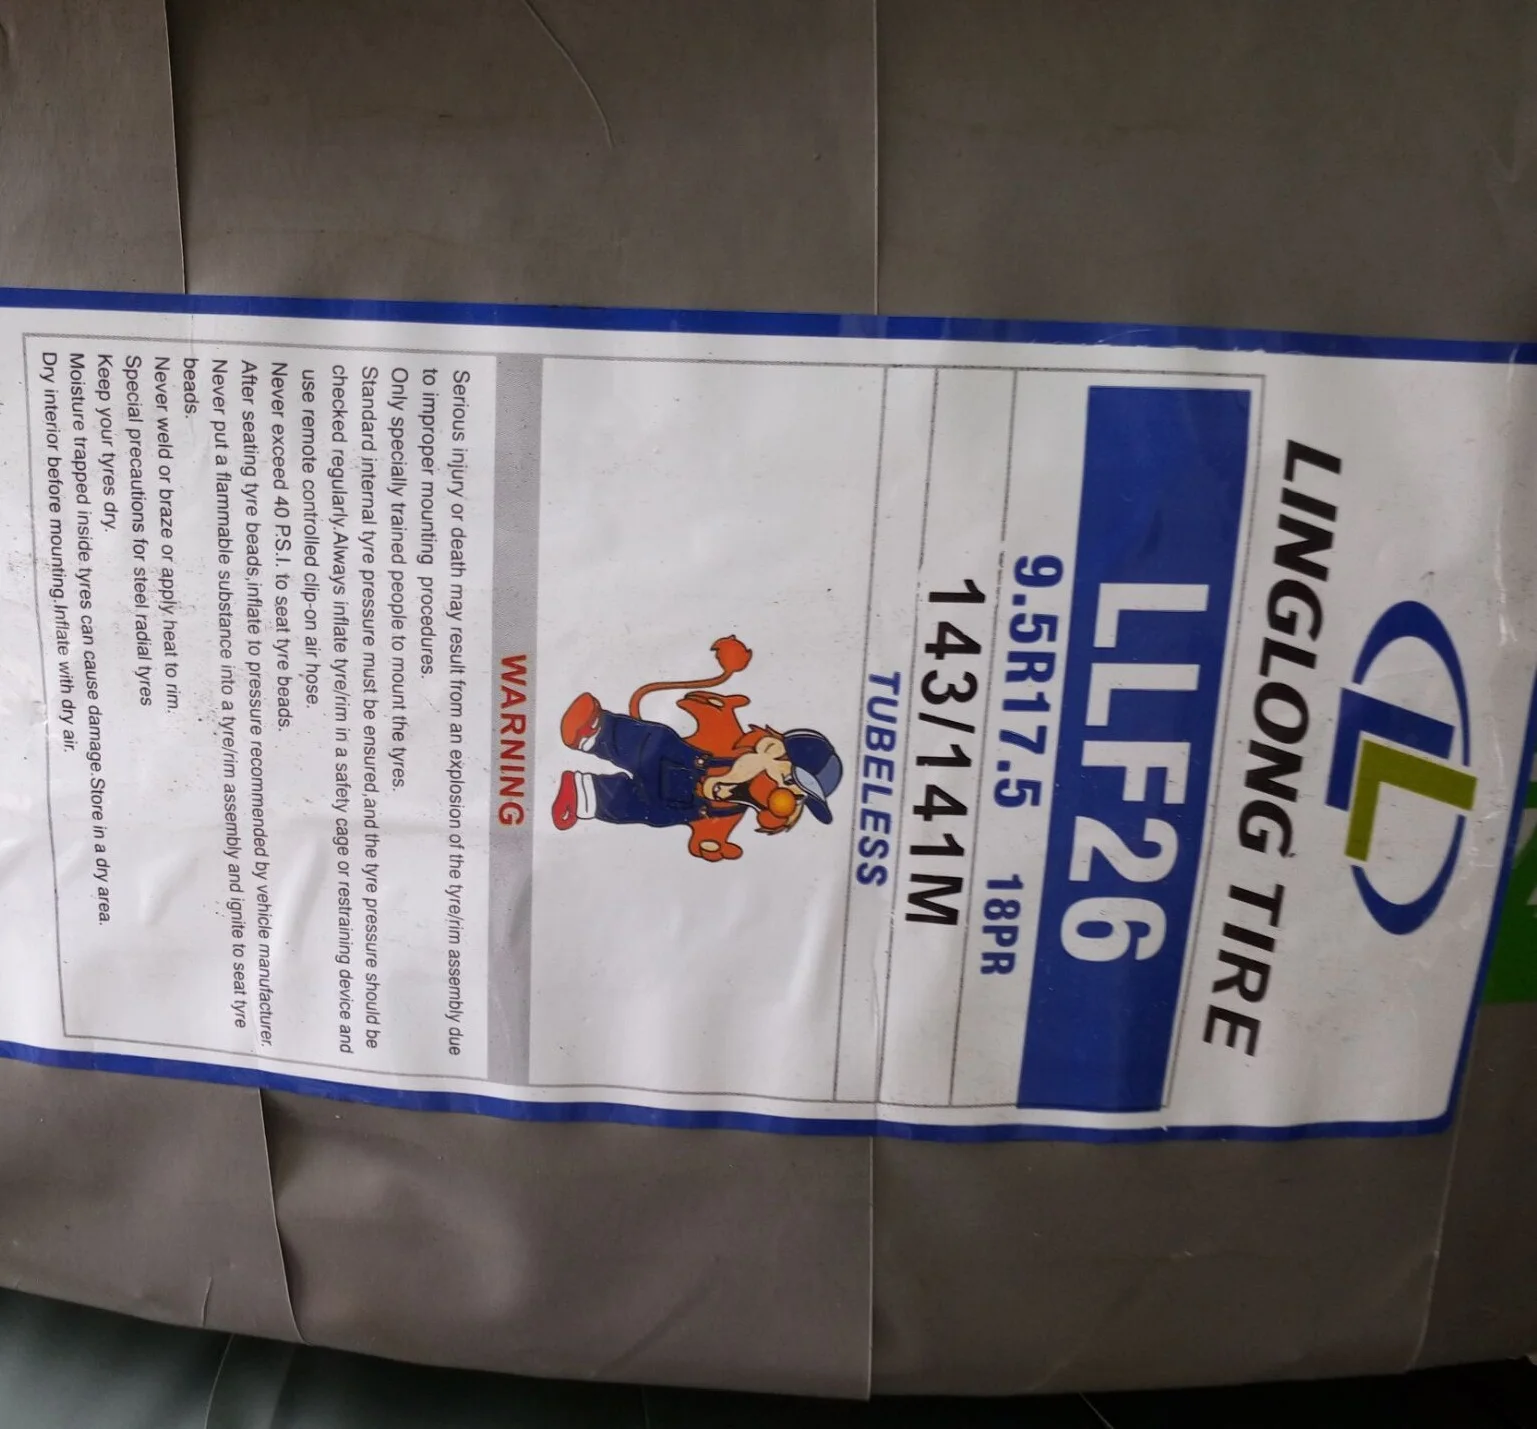 LINGLONG TIRE
LLF26
9.5R17.5 18PR
143/141M
TUBELESS
WARNING
Serious injury or death may result from an explosion of the tyre/rim assembly due
to improper mounting procedures.
Only specially trained people to mount the tyres.
Standard internal tyre pressure must be ensured,and the tyre pressure should be
checked regularly.Always inflate tyre/rim in a safety cage or restraining device and
use remote controlled clip-on air hose.
Never exceed 40 P.S.I. to seat tyre beads.
After seating tyre beads,inflate to pressure recommended by vehicle manufacturer.
Never put a flammable substance into a tyre/rim assembly and ignite to seat tyre
beads.
Never weld or braze or apply heat to rim.
Special precautions for steel radial tyres
Keep your tyres dry.
Moisture trapped inside tyres can cause damage.Store in a dry area.
Dry interior before mounting.Inflate with dry air.